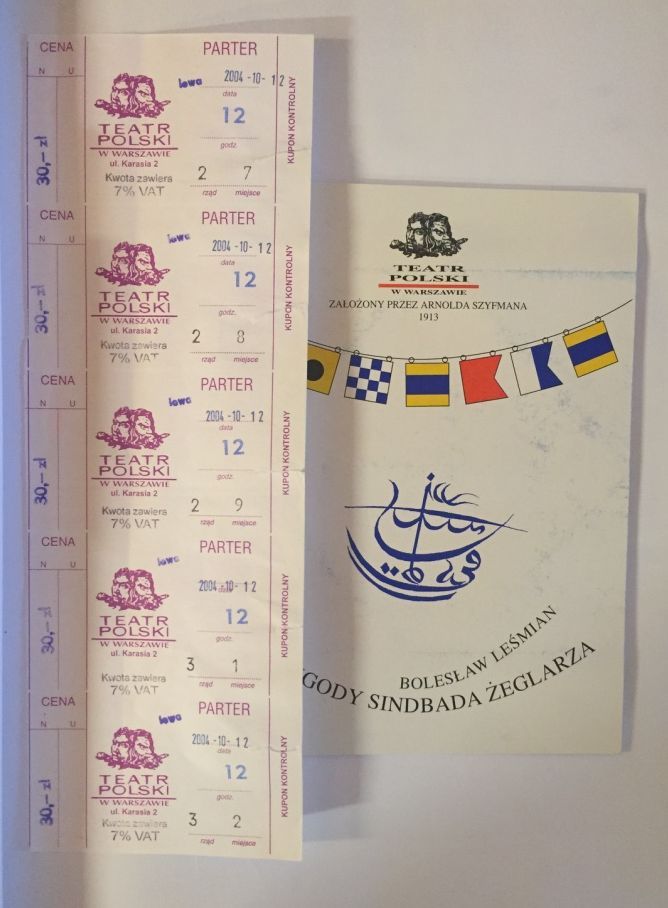 CENA
N U
30,- zł
PARTER
lewa
2004 -10- 12
data
12
godz.
TEATR
POLSKI
W WARSZAWIE
ul. Karasia 2
Kwota zawiera
7% VAT
2 7
rząd miejsce
KUPON KONTROLNY
CENA
N U
30,- zł
PARTER
lewa
2004 -10- 12
data
12
godz.
TEATR
POLSKI
W WARSZAWIE
ul. Karasia 2
Kwota zawiera
7% VAT
2 8
rząd miejsce
KUPON KONTROLNY
CENA
N U
30,- zł
PARTER
lewa
2004 -10- 12
data
12
godz.
TEATR
POLSKI
W WARSZAWIE
ul. Karasia 2
Kwota zawiera
7% VAT
2 9
rząd miejsce
KUPON KONTROLNY
CENA
N U
30,- zł
PARTER
lewa
2004 -10- 12
data
12
godz.
TEATR
POLSKI
W WARSZAWIE
ul. Karasia 2
Kwota zawiera
7% VAT
3 1
rząd miejsce
KUPON KONTROLNY
CENA
N U
30,- zł
PARTER
lewa
2004 -10- 12
data
12
godz.
TEATR
POLSKI
W WARSZAWIE
ul. Karasia 2
Kwota zawiera
7% VAT
3 2
rząd miejsce
KUPON KONTROLNY
TEATR
POLSKI
W WARSZAWIE
ZAŁOŻONY PRZEZ ARNOLDA SZYFMANA
1913
BOLESŁAW LEŚMIAN
GODY SINDBADA ŻEGLARZA